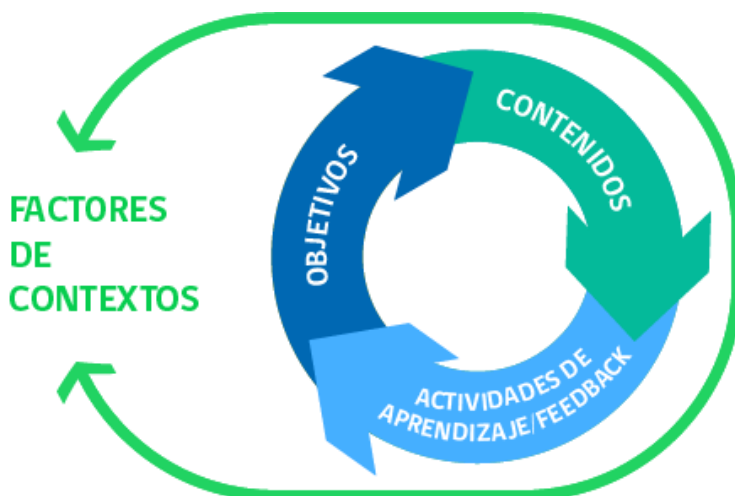 FACTORES
DE
CONTEXTOS
OBJETIVOS
CONTENIDOS
ACTIVIDADES DE
APRENDIZAJE/FEEDBACK